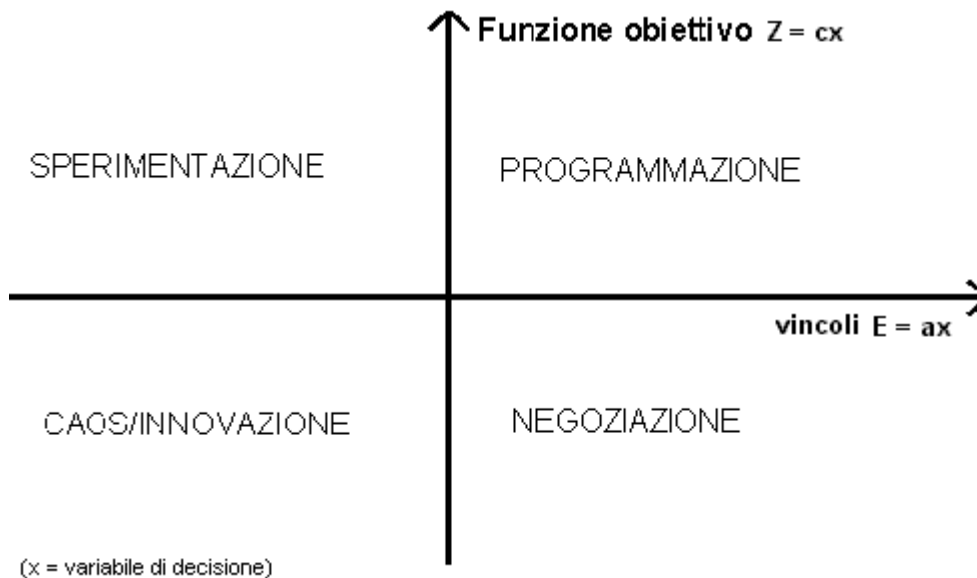 Funzione obiettivo Z = cx
SPERIMENTAZIONE
PROGRAMMAZIONE
vincoli E = ax
CAOS/INNOVAZIONE
NEGOZIAZIONE
(x = variabile di decisione)